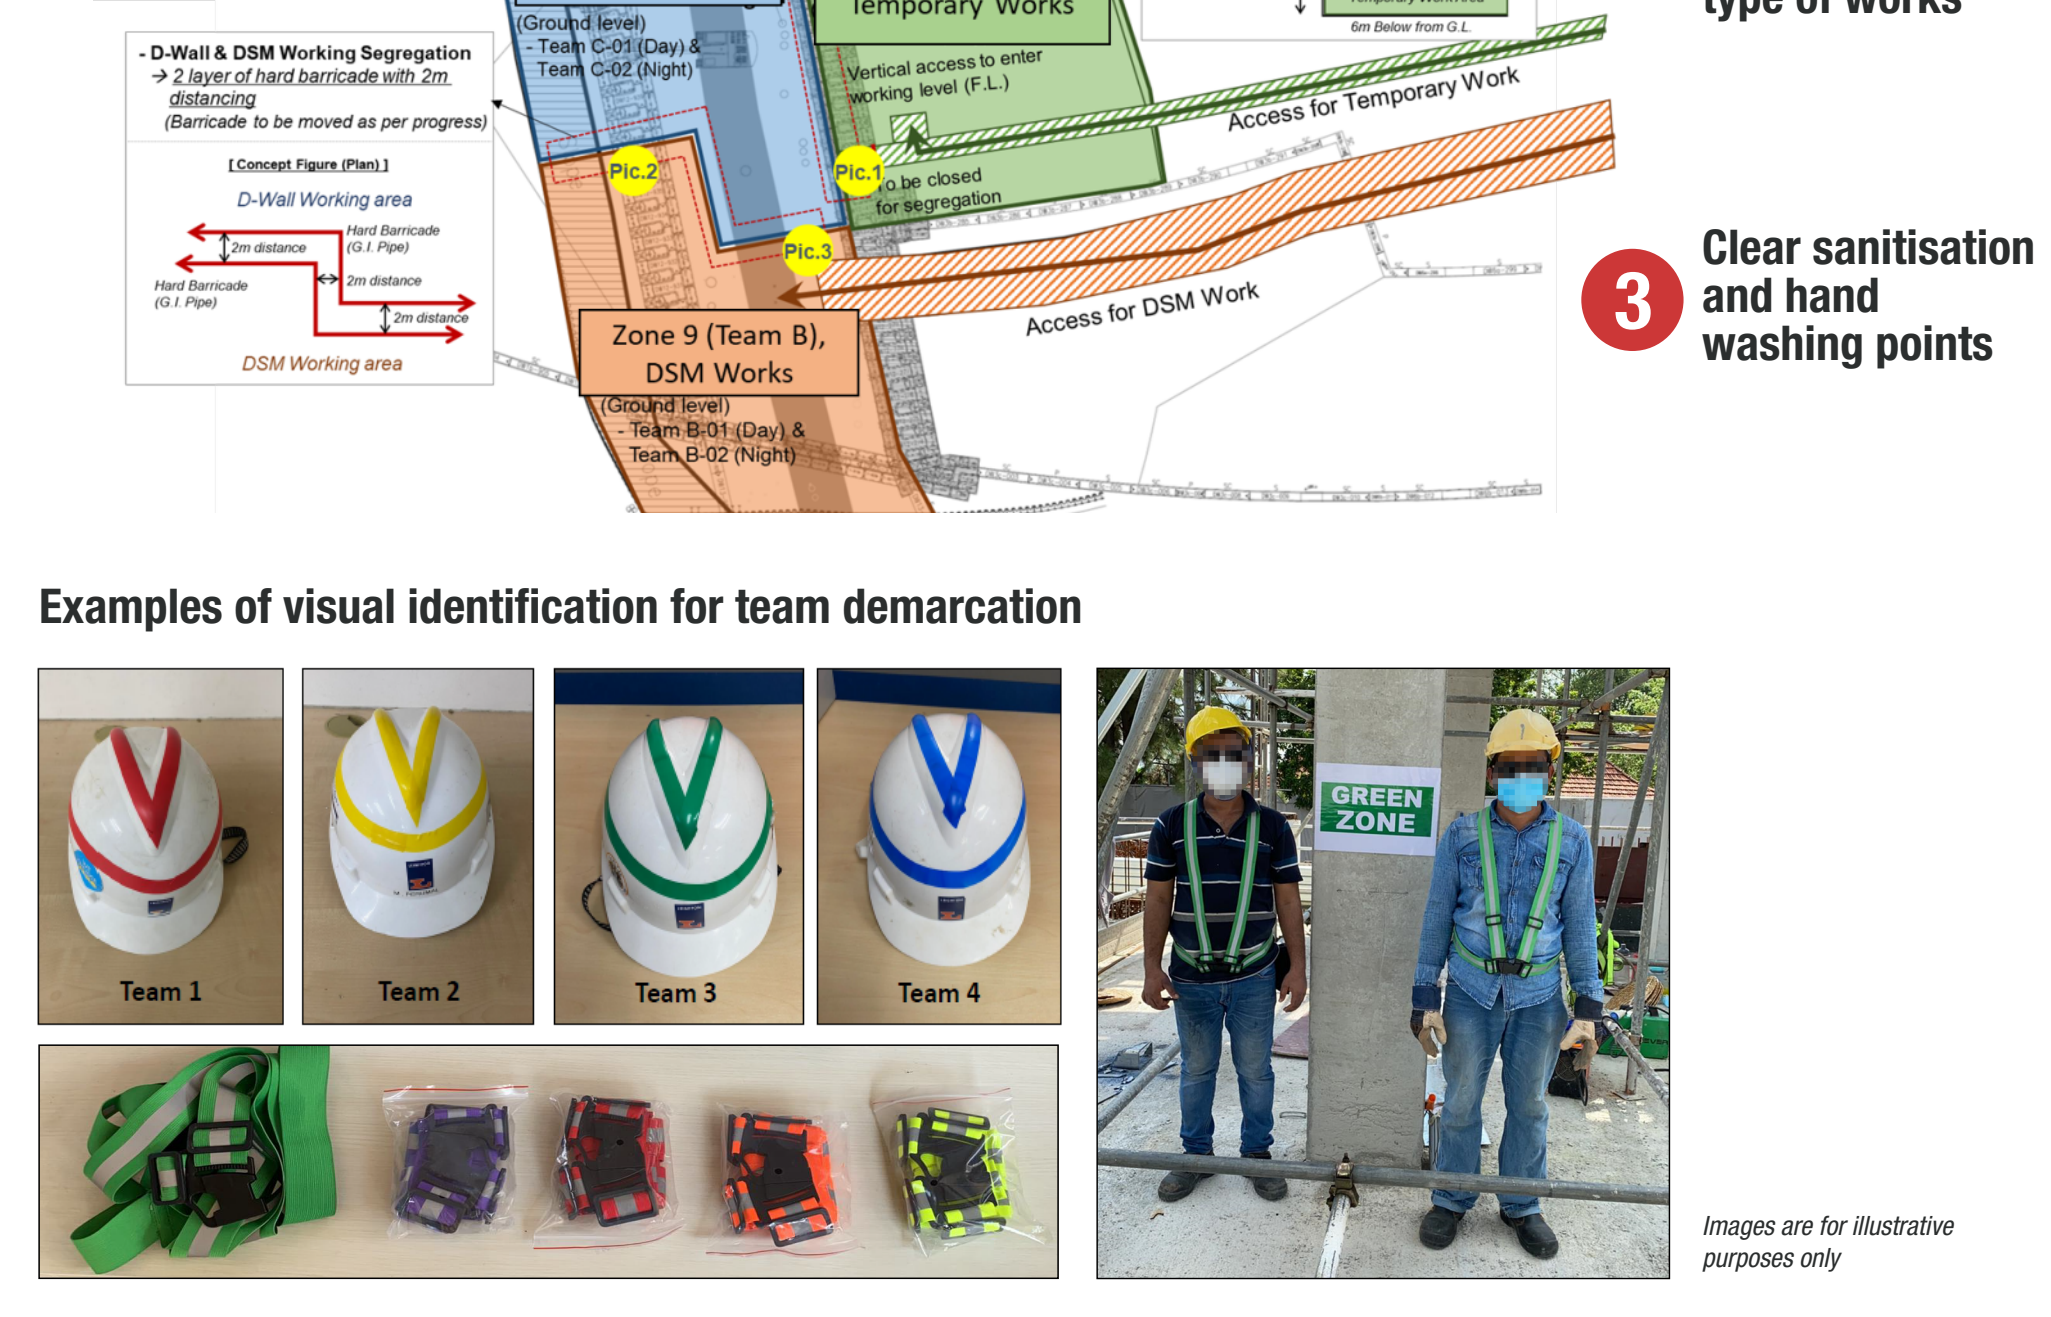 type of works
Temporary Works
6m Below from G.L.
(Ground level)
- Team C-01 (Day) &
Team C-02 (Night)
Vertical access to enter
working level (F.L.)
Access for Temporary Work
To be closed
for segregation
- D-Wall & DSM Working Segregation
→ 2 layer of hard barricade with 2m
distancing
(Barricade to be moved as per progress)
[ Concept Figure (Plan) ]
D-Wall Working area
Hard Barricade
(G.I. Pipe)
2m distance
2m distance
Hard Barricade
(G.I. Pipe)
2m distance
DSM Working area
Pic.2
Pic.1
Pic.3
Access for DSM Work
Zone 9 (Team B),
DSM Works
(Ground level)
- Team B-01 (Day) &
Team B-02 (Night)
3
Clear sanitisation
and hand
washing points
Examples of visual identification for team demarcation
Team 1
Team 2
Team 3
Team 4
GREEN
ZONE
Images are for illustrative
purposes only